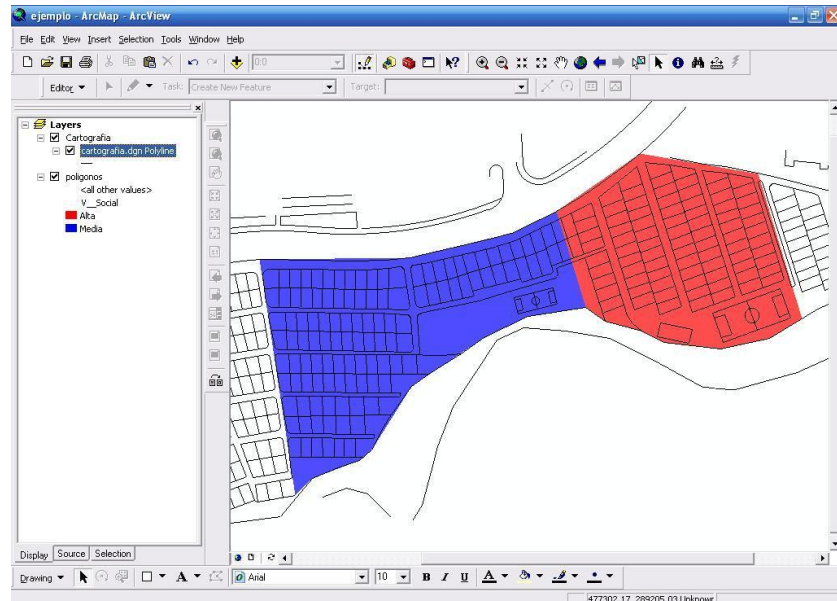 ejemplo - ArcMap - ArcView
File Edit View Insert Selection Tools Window Help
0:0
Editor Task: Create New Feature Target:
Layers
Cartografia
cartografia.dgn Polyline
poligonos
<all other values>
V__Social
Alta
Media
Display Source Selection
Drawing A Arial 10 B I U A
477302.17 289205.03 Unknown